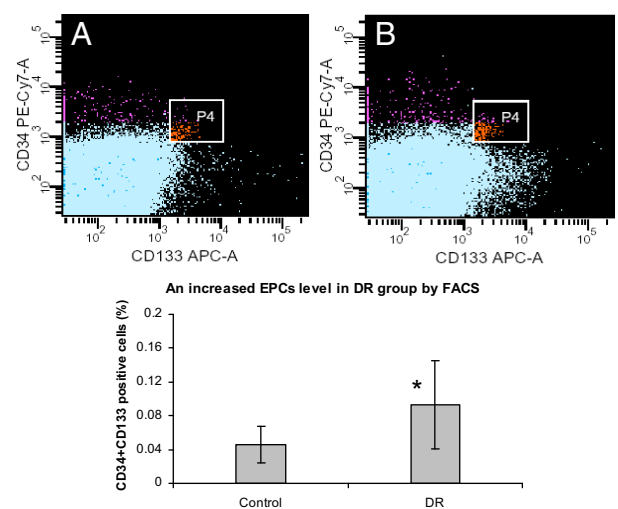 A
P4
CD34 PE-Cy7-A
10^5
10^4
10^3
10^2
10^2 10^3 10^4 10^5
CD133 APC-A
B
P4
CD34 PE-Cy7-A
10^5
10^4
10^3
10^2
10^2 10^3 10^4 10^5
CD133 APC-A
An increased EPCs level in DR group by FACS
CD34+CD133 positive cells (%)
0.2
0.16
0.12
0.08
0.04
0
*
Control DR